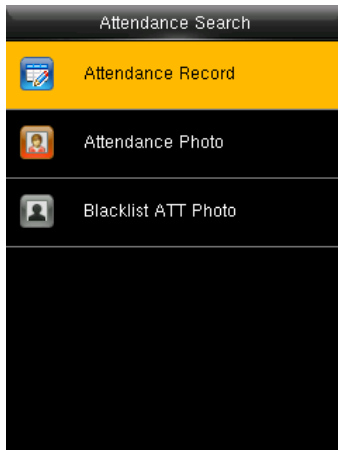 Attendance Search
Attendance Record
Attendance Photo
Blacklist ATT Photo